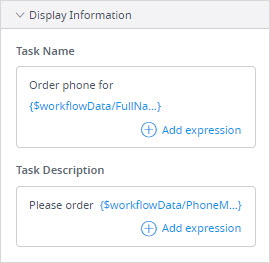 Display Information
Task Name
Order phone for
{$workflowData/FullNa...}
Add expression
Task Description
Please order {$workflowData/PhoneM...}
Add expression